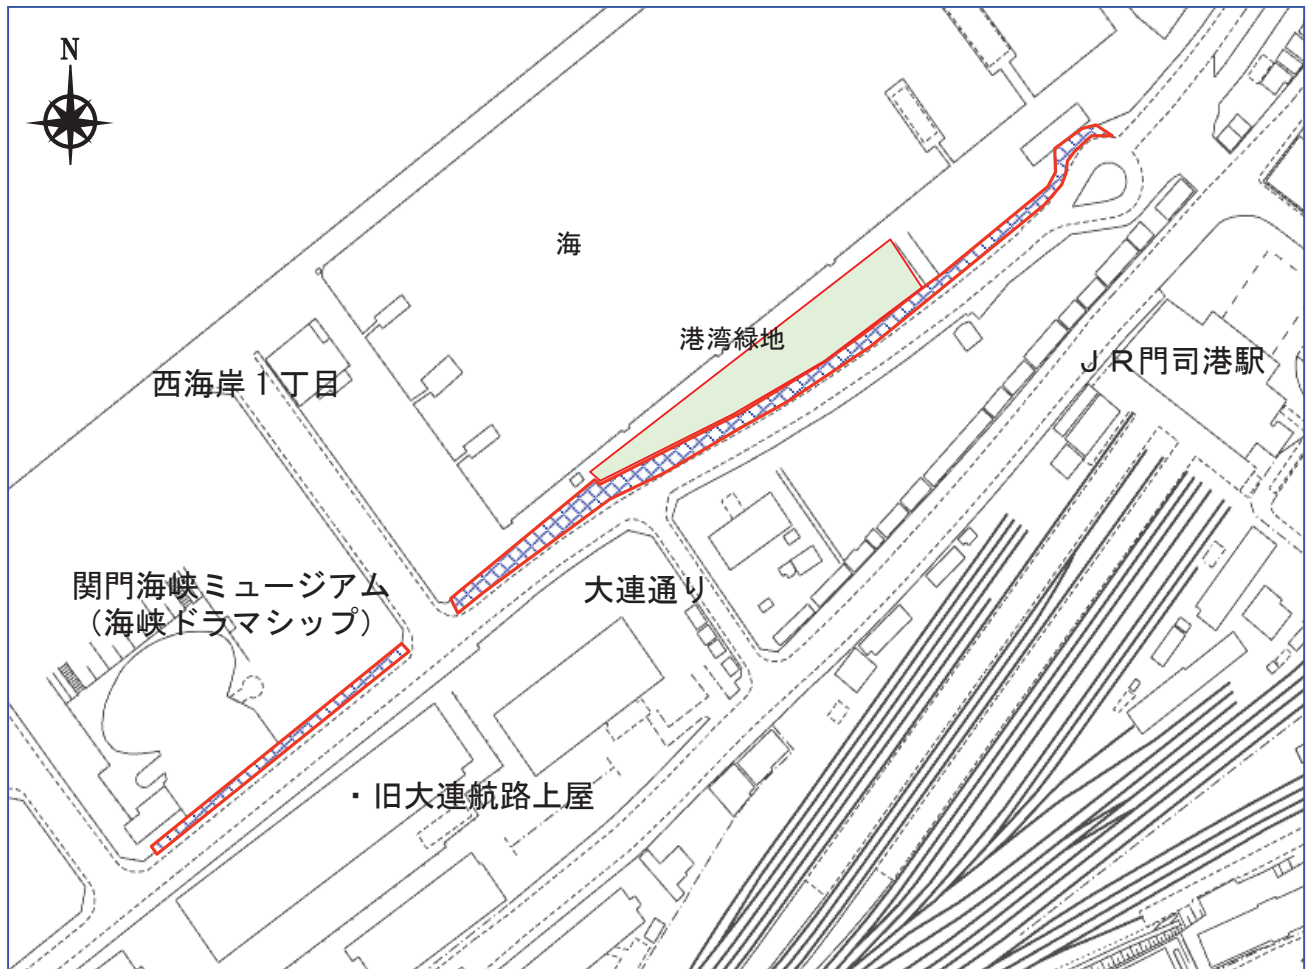 N
海
港湾緑地
JR門司港駅
西海岸1丁目
関門海峡ミュージアム
（海峡ドラマシップ）
大連通り
・旧大連航路上屋